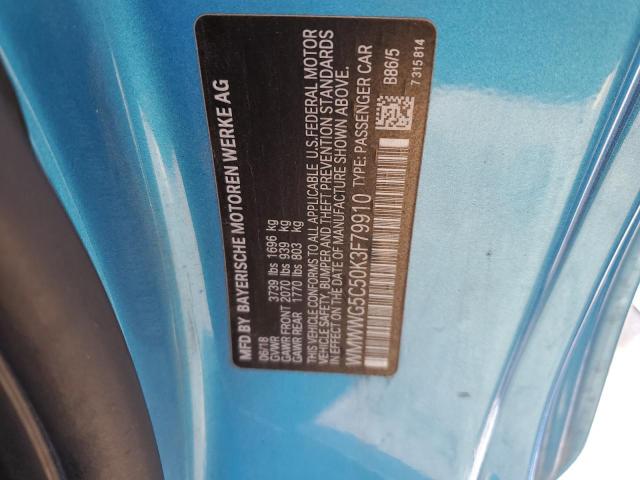 MFD BY BAYERISCHE MOTOREN WERKE AG
06/18
GVWR 3739 lbs 1696 kg
GAWR FRONT 2070 lbs 939 kg
GAWR REAR 1770 lbs 803 kg
THIS VEHICLE CONFORMS TO ALL APPLICABLE U.S.FEDERAL MOTOR
VEHICLE SAFETY, BUMPER AND THEFT PREVENTION STANDARDS
IN EFFECT ON THE DATE OF MANUFACTURE SHOWN ABOVE.
WMWWG5C50K3F79910 TYPE: PASSENGER CAR
B86/5
7315814